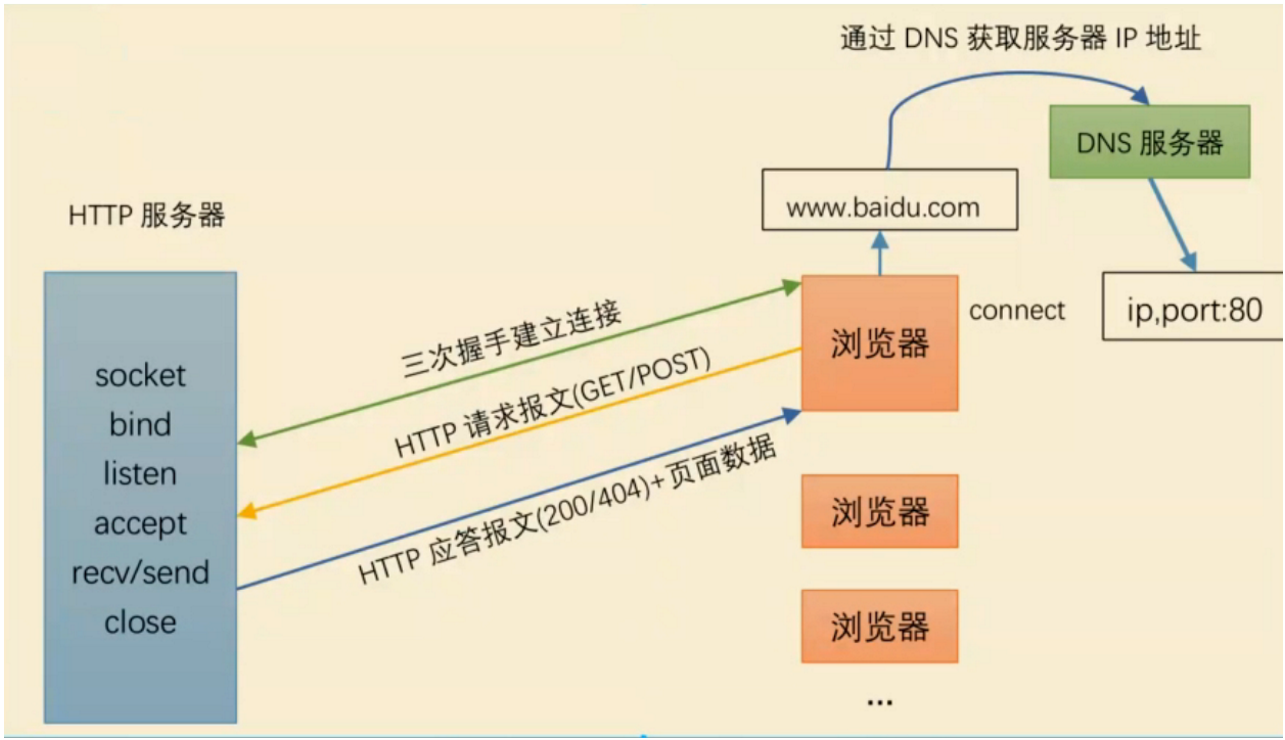 通过 DNS 获取服务器 IP 地址
DNS 服务器
www.baidu.com
HTTP 服务器
ip,port:80
connect
浏览器
三次握手建立连接
HTTP 请求报文(GET/POST)
HTTP 应答报文(200/404)+页面数据
socket
bind
listen
accept
recv/send
close
浏览器
浏览器
...